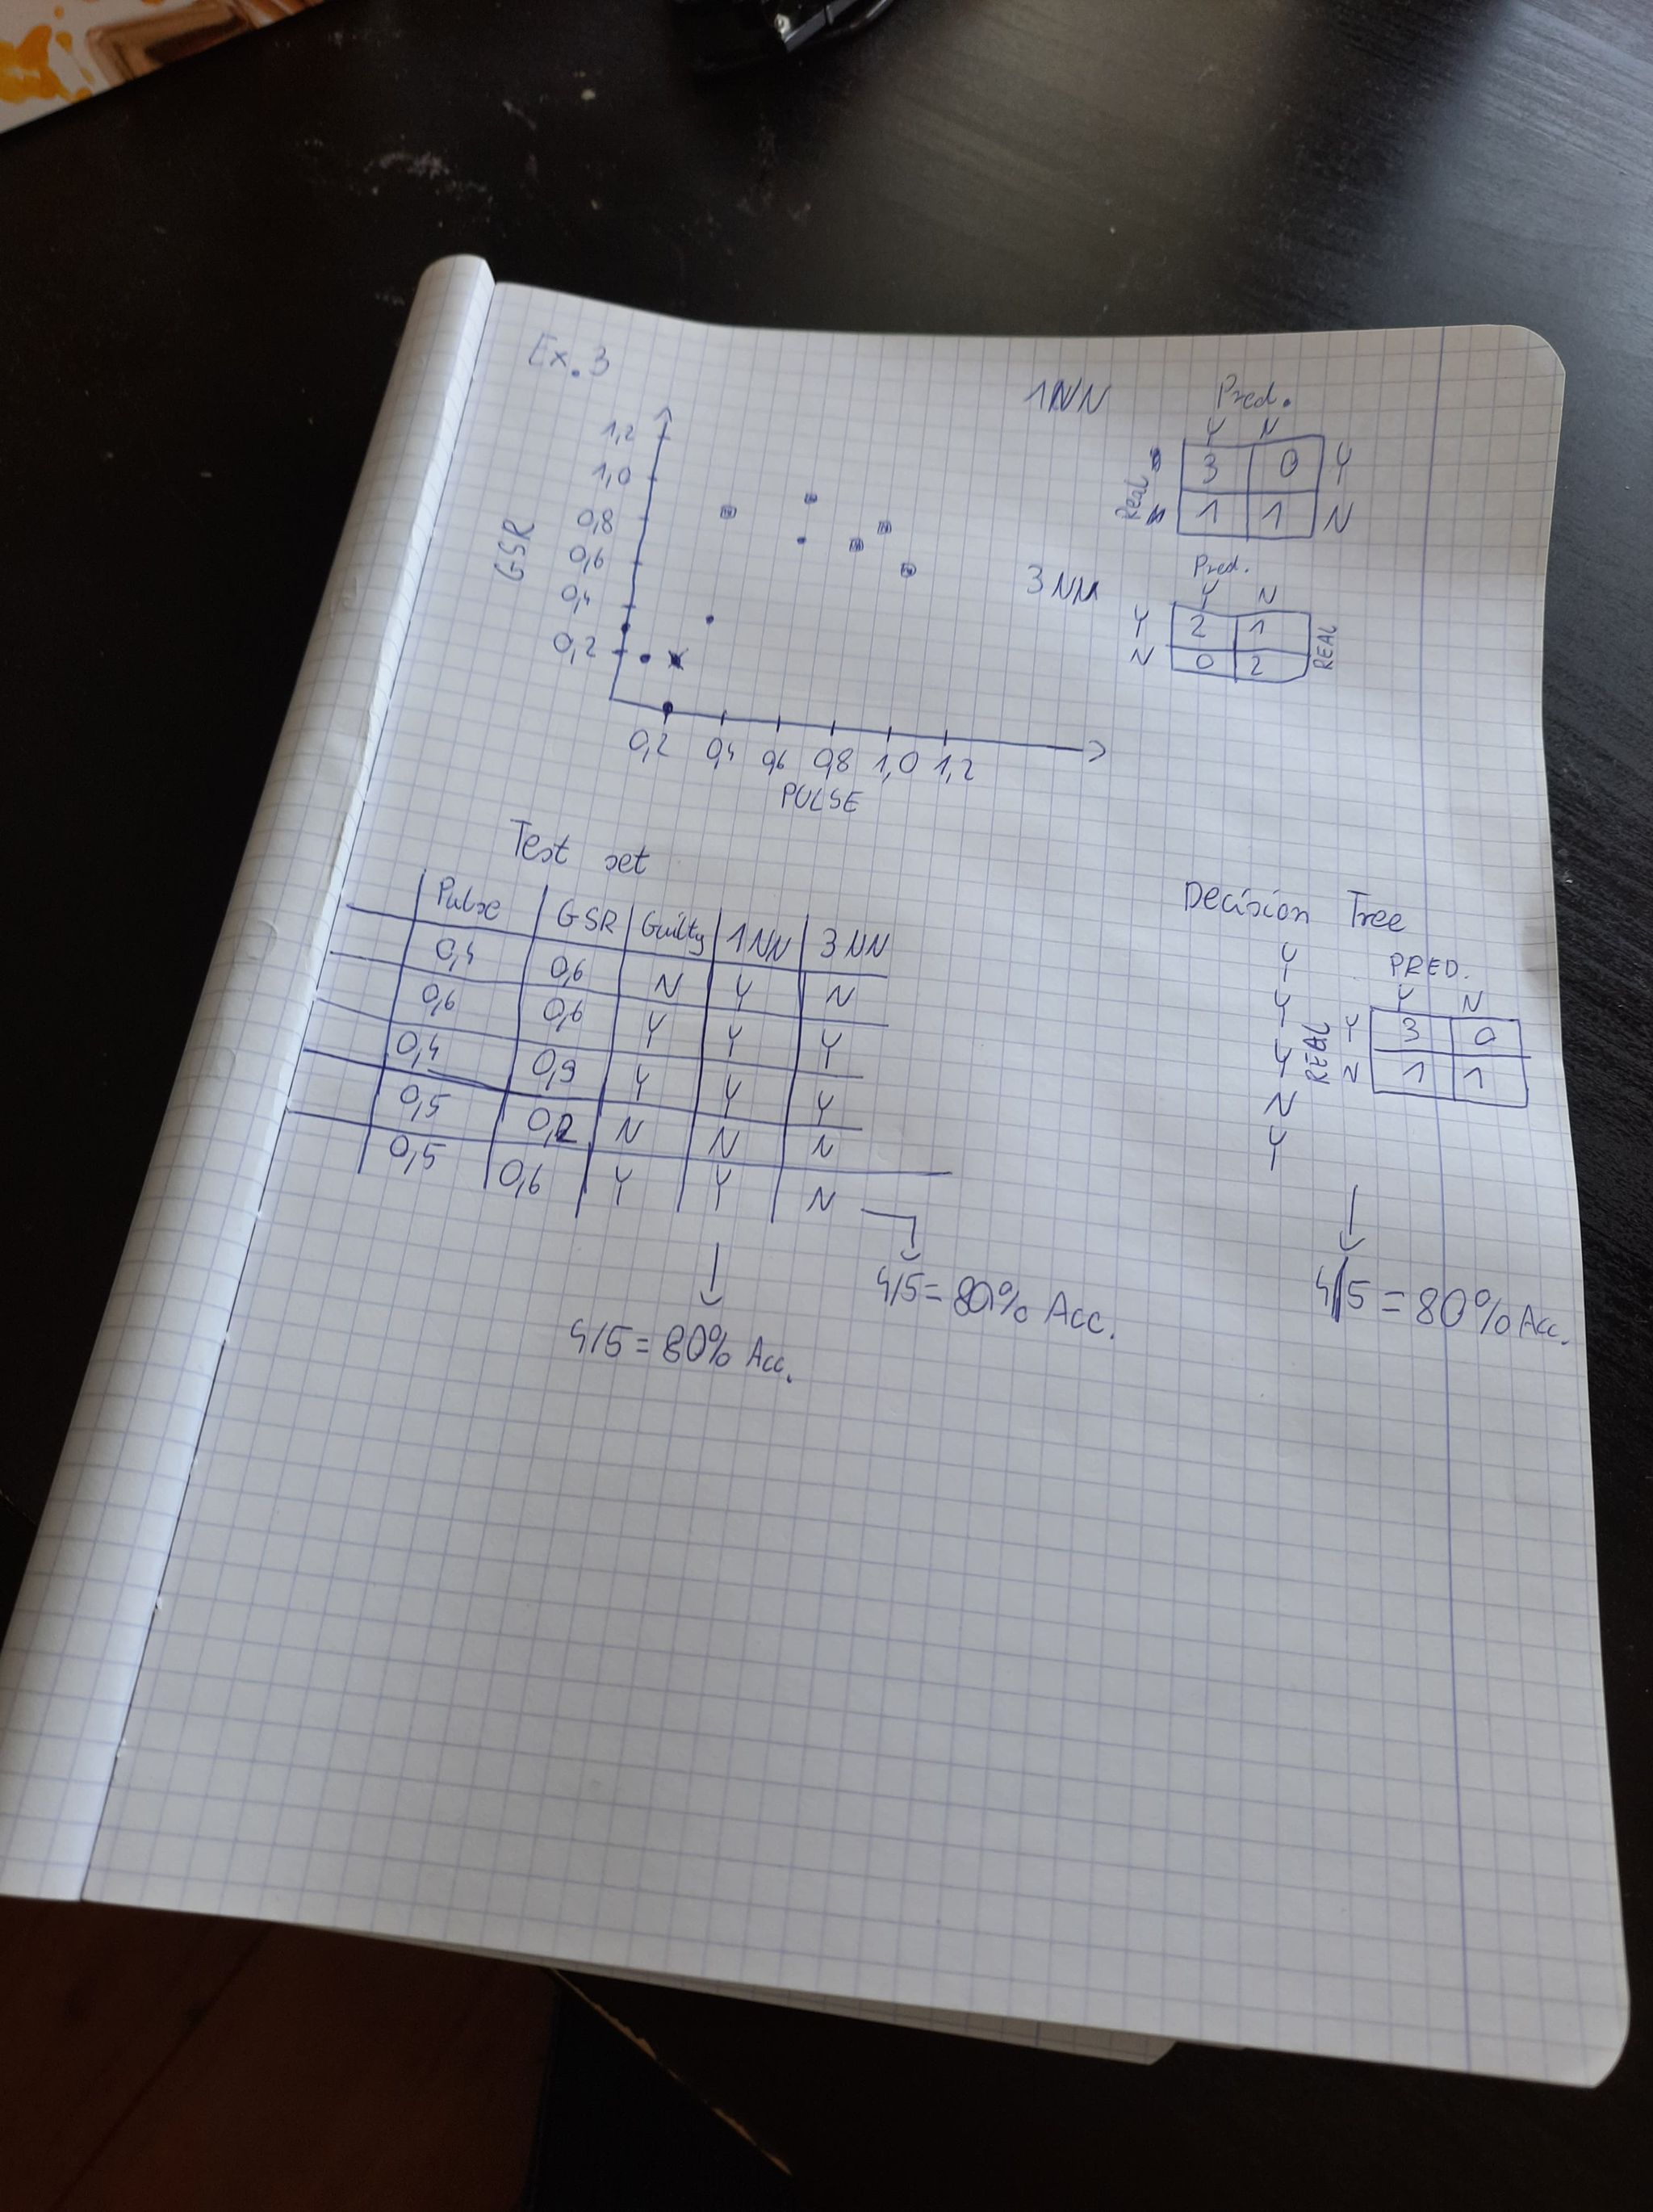 Ex.3
1NN Pred.
Y N
Real 3 0 Y
N 1 1 N
GSR
1,2
1,0
0,8
0,6
0,4
0,2
0,2 0,4 0,6 0,8 1,0 1,2
PULSE
3NN Pred.
Y N
Y 2 1 REAL
N 0 2
Test set
Pulse GSR Guilty 1NN 3NN
0,4 0,6 N Y N
0,6 0,6 Y Y Y
0,4 0,9 Y Y Y
0,5 0,2 N N N
0,5 0,6 Y Y N
4/5 = 80% Acc.
4/5 = 80% Acc.
Decision Tree
Y
Y
Y
N
Y
PRED.
Y N
REAL Y 3 0
N 1 1
4/5 = 80% Acc.